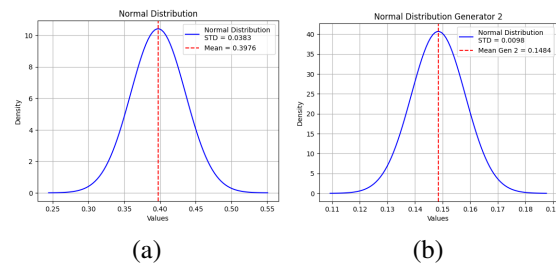 Normal Distribution
Density
10
8
6
4
2
0
0.25 0.30 0.35 0.40 0.45 0.50 0.55
Values
Normal Distribution
STD = 0.0383
Mean = 0.3976
(a)
Normal Distribution Generator 2
Density
40
35
30
25
20
15
10
5
0
0.11 0.12 0.13 0.14 0.15 0.16 0.17 0.18
Values
Normal Distribution
STD = 0.0098
Mean Gen 2 = 0.1484
(b)